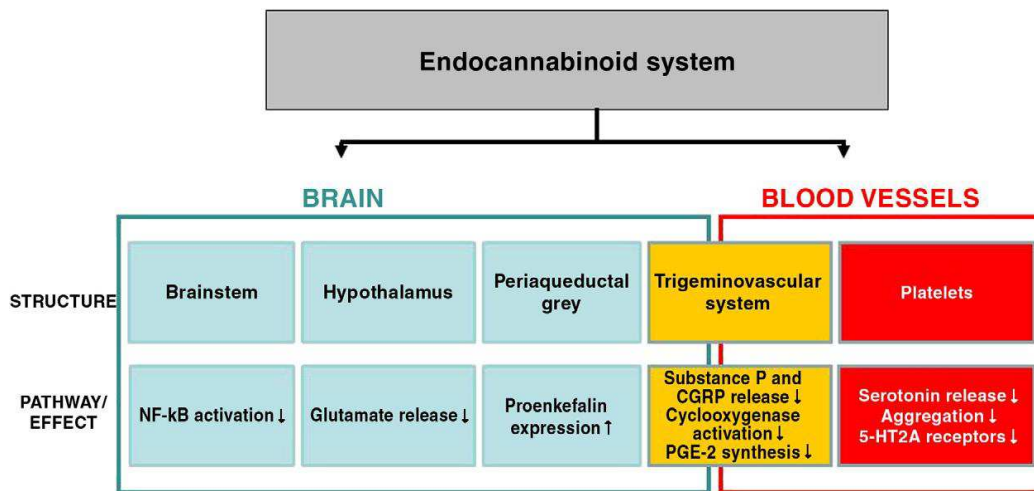 Endocannabinoid system
BRAIN
BLOOD VESSELS
STRUCTURE
Brainstem
Hypothalamus
Periaqueductal
grey
Trigeminovascular
system
Platelets
PATHWAY/
EFFECT
NF-kB activation ↓
Glutamate release ↓
Proenkefalin
expression ↑
Substance P and
CGRP release ↓
Cyclooxygenase
activation ↓
PGE-2 synthesis ↓
Serotonin release ↓
Aggregation ↓
5-HT2A receptors ↓